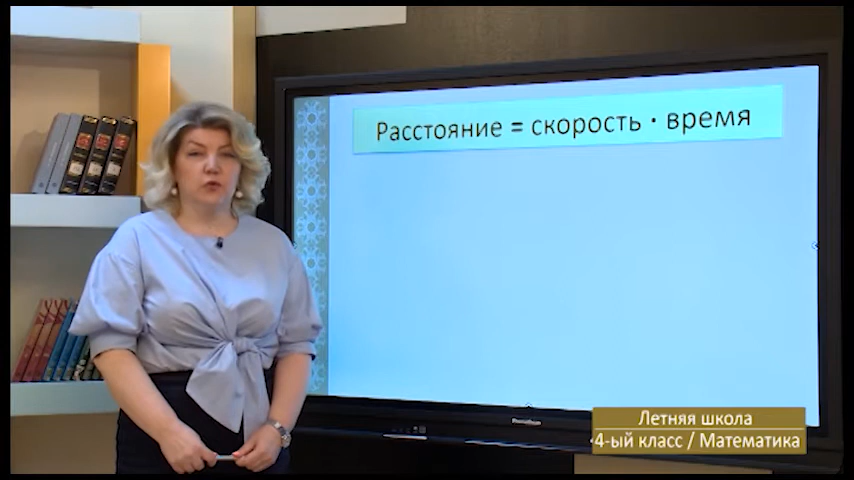 Расстояние = скорость · время
Летняя школа
4-ый класс / Математика